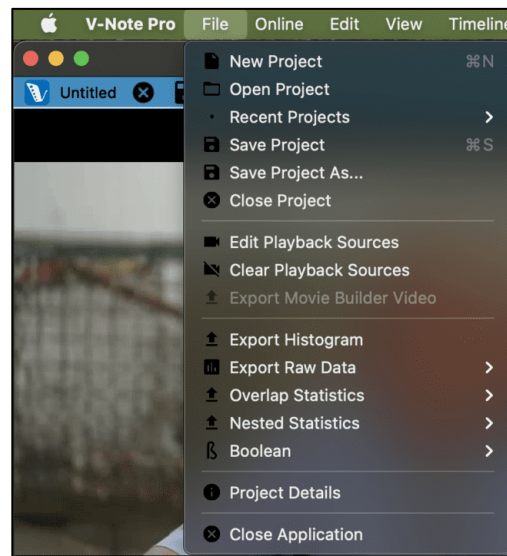 V-Note Pro File Online Edit View Timeline
Untitled
New Project ⌘N
Open Project
Recent Projects
Save Project ⌘S
Save Project As...
Close Project
Edit Playback Sources
Clear Playback Sources
Export Movie Builder Video
Export Histogram
Export Raw Data
Overlap Statistics
Nested Statistics
ß Boolean
Project Details
Close Application